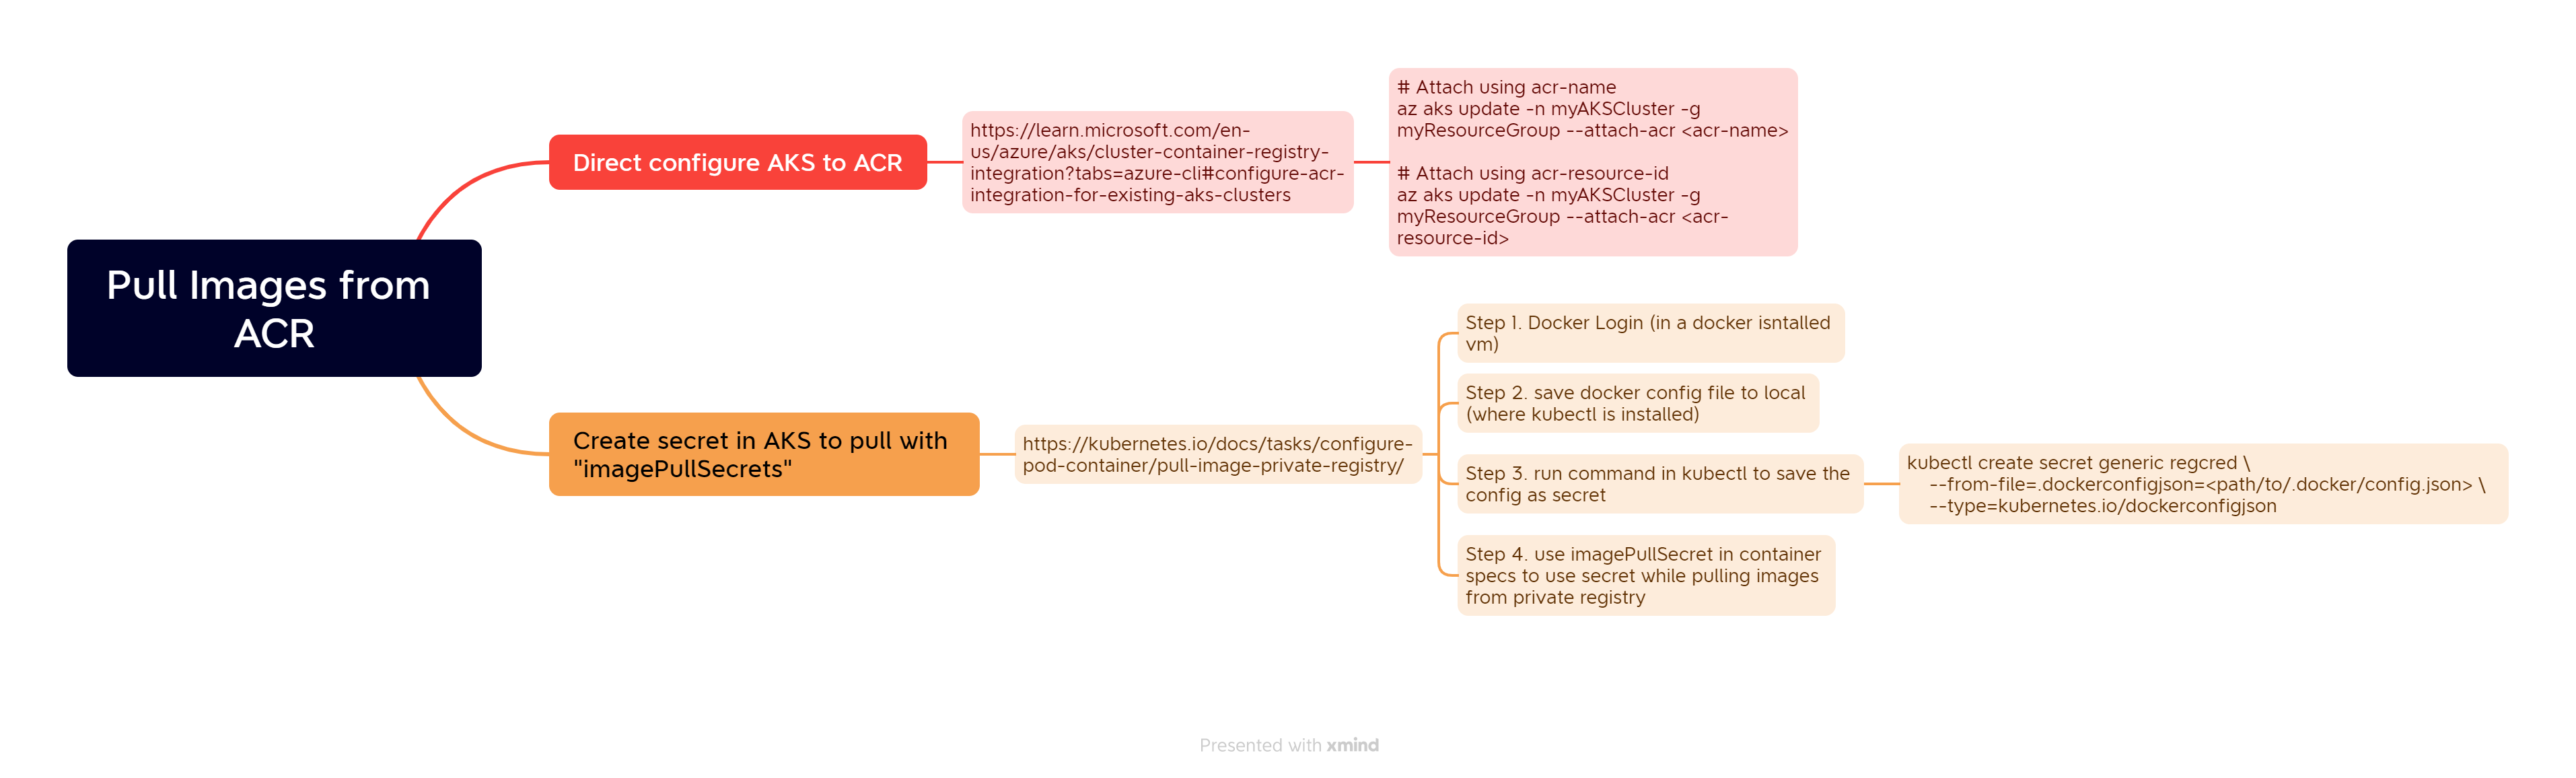 Pull Images from
ACR
Direct configure AKS to ACR
https://learn.microsoft.com/en-
us/azure/aks/cluster-container-registry-
integration?tabs=azure-cli#configure-acr-
integration-for-existing-aks-clusters
# Attach using acr-name
az aks update -n myAKSCluster -g
myResourceGroup --attach-acr <acr-name>
# Attach using acr-resource-id
az aks update -n myAKSCluster -g
myResourceGroup --attach-acr <acr-
resource-id>
Create secret in AKS to pull with
"imagePullSecrets"
https://kubernetes.io/docs/tasks/configure-
pod-container/pull-image-private-registry/
Step 1. Docker Login (in a docker isntalled
vm)
Step 2. save docker config file to local
(where kubectl is installed)
Step 3. run command in kubectl to save the
config as secret
kubectl create secret generic regcred \
--from-file=.dockerconfigjson=<path/to/.docker/config.json> \
--type=kubernetes.io/dockerconfigjson
Step 4. use imagePullSecret in container
specs to use secret while pulling images
from private registry
Presented with xmind